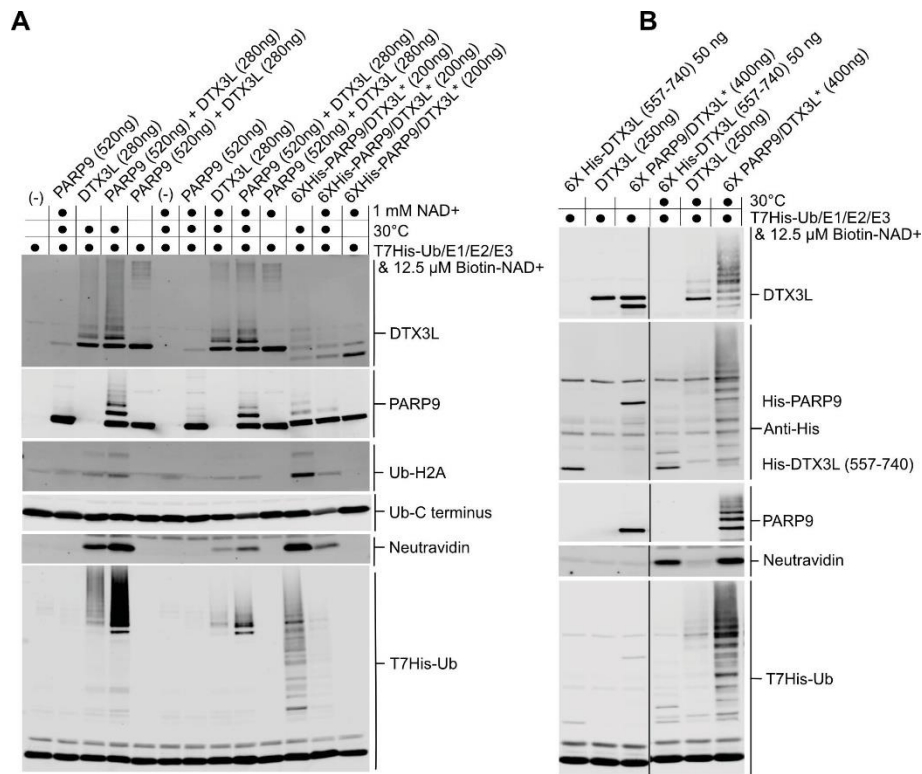 A
(-)
PARP9 (520ng)
DTX3L (280ng)
PARP9 (520ng) + DTX3L (280ng)
PARP9 (520ng) + DTX3L (280ng)
(-)
PARP9 (520ng)
DTX3L (280ng)
PARP9 (520ng) + DTX3L (280ng)
PARP9 (520ng) + DTX3L (280ng)
6XHis-PARP9/DTX3L* (200ng)
6XHis-PARP9/DTX3L* (200ng)
6XHis-PARP9/DTX3L* (200ng)
1 mM NAD+
30°C
T7His-Ub/E1/E2/E3
& 12.5 µM Biotin-NAD+
DTX3L
PARP9
Ub-H2A
Ub-C terminus
Neutravidin
T7His-Ub
B
6X His-DTX3L (557-740) 50 ng
DTX3L (250ng)
6X PARP9/DTX3L* (400ng)
6X His-DTX3L (557-740) 50 ng
DTX3L (250ng)
6X PARP9/DTX3L* (400ng)
30°C
T7His-Ub/E1/E2/E3
& 12.5 µM Biotin-NAD+
DTX3L
His-PARP9
Anti-His
His-DTX3L (557-740)
PARP9
Neutravidin
T7His-Ub